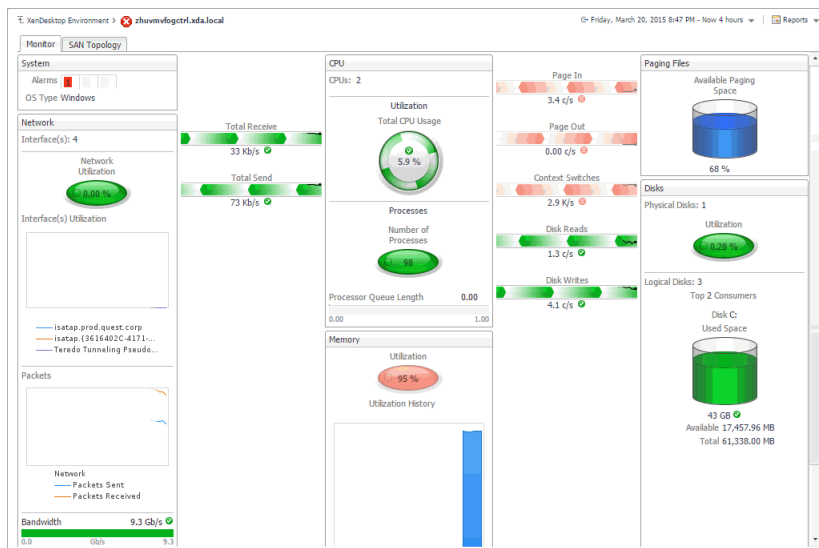 XenDesktop Environment > zhuvmvfogctrl.xda.local
Friday, March 20, 2015 8:47 PM - Now 4 hours
Reports
Monitor
SAN Topology
System
Alarms 1
OS Type Windows
Network
Interface(s): 4
Network
Utilization
0.00 %
Interface(s) Utilization
isatap.prod.quest.corp
isatap.{3616402C-4171-...
Teredo Tunneling Pseudo...
Packets
Network
Packets Sent
Packets Received
Bandwidth 9.3 Gb/s
0.0 Gb/s 9.3
Total Receive
33 Kb/s
Total Send
73 Kb/s
CPU
CPUs: 2
Utilization
Total CPU Usage
5.9 %
Processes
Number of
Processes
98
Processor Queue Length 0.00
0.00 1.00
Memory
Utilization
95 %
Utilization History
Page In
3.4 c/s
Page Out
0.00 c/s
Context Switches
2.9 K/s
Disk Reads
1.3 c/s
Disk Writes
4.1 c/s
Paging Files
Available Paging
Space
68 %
Disks
Physical Disks: 1
Utilization
0.28 %
Logical Disks: 3
Top 2 Consumers
Disk C:
Used Space
43 GB
Available 17,457.96 MB
Total 61,338.00 MB